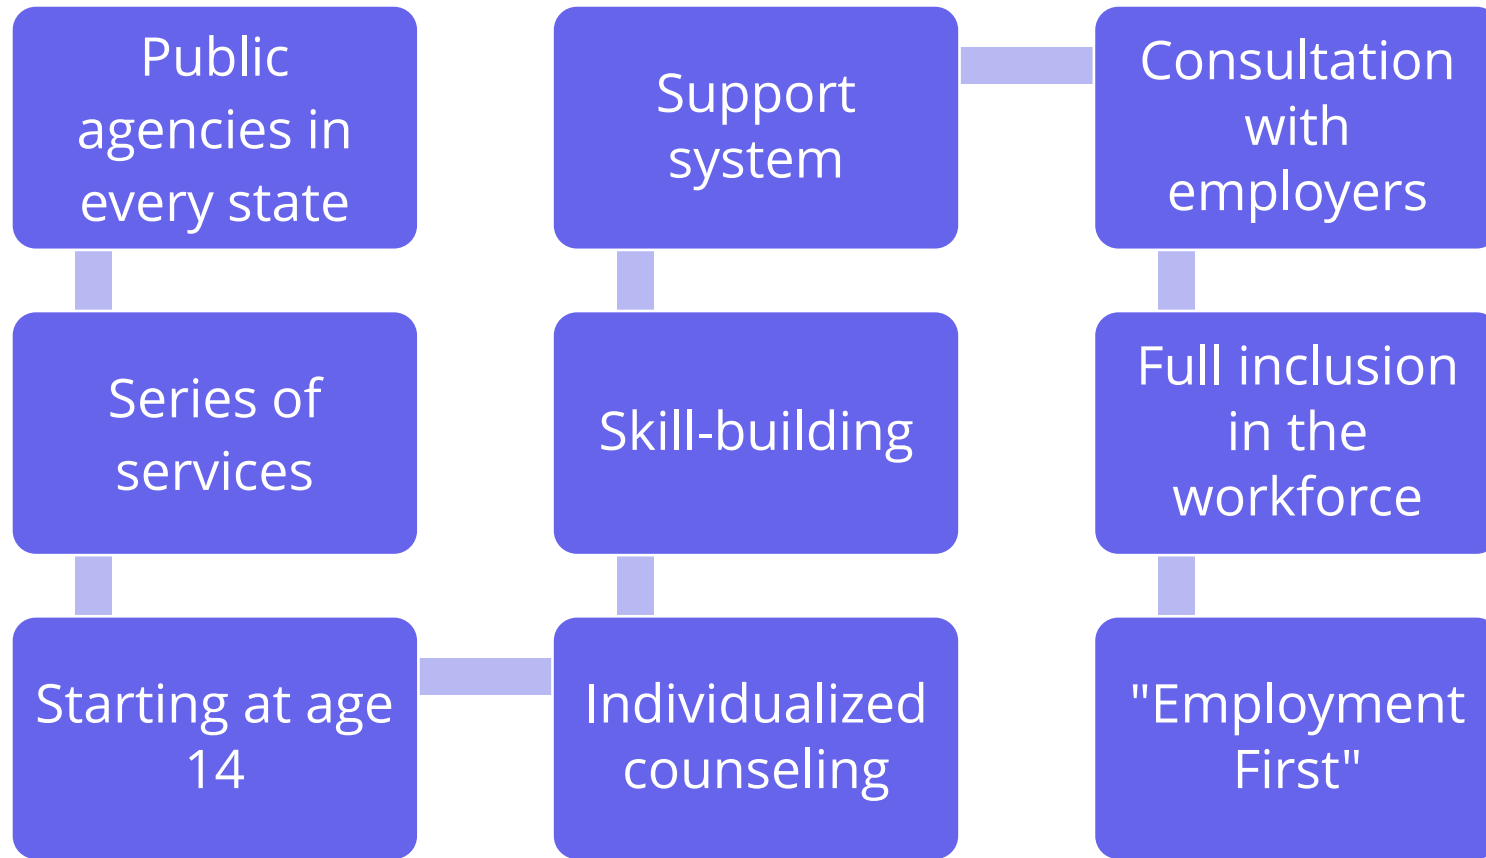 Public
agencies in
every state
Series of
services
Starting at age
14
Individualized
counseling
Skill-building
Support
system
Consultation
with
employers
Full inclusion
in the
workforce
"Employment
First"